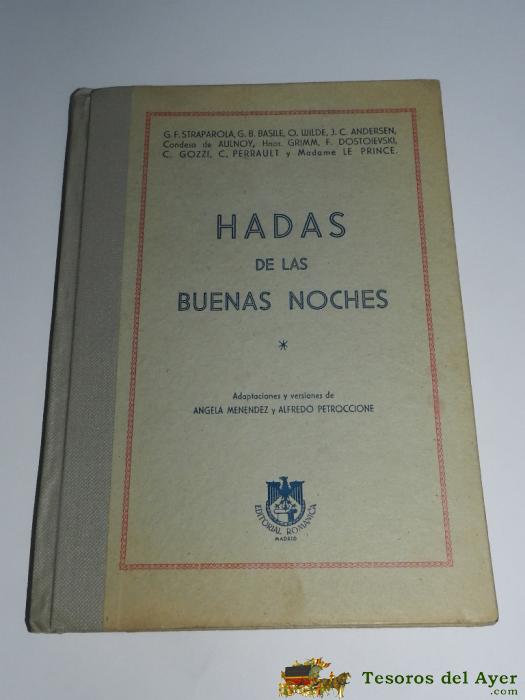 G. F. STRAPAROLA, G. B. BASILE, O. WILDE, J. C. ANDERSEN,
Condesa de AULNOY, Hnos. GRIMM, F. DOSTOIEVSKI,
C. GOZZI, C. PERRAULT y Madame LE PRINCE.
HADAS
DE LAS
BUENAS NOCHES
*
Adaptaciones y versiones de
ANGELA MENENDEZ y ALFREDO PETROCCIONE
EDITORIAL ROMANICA
MADRID
Tesoros del Ayer
.com